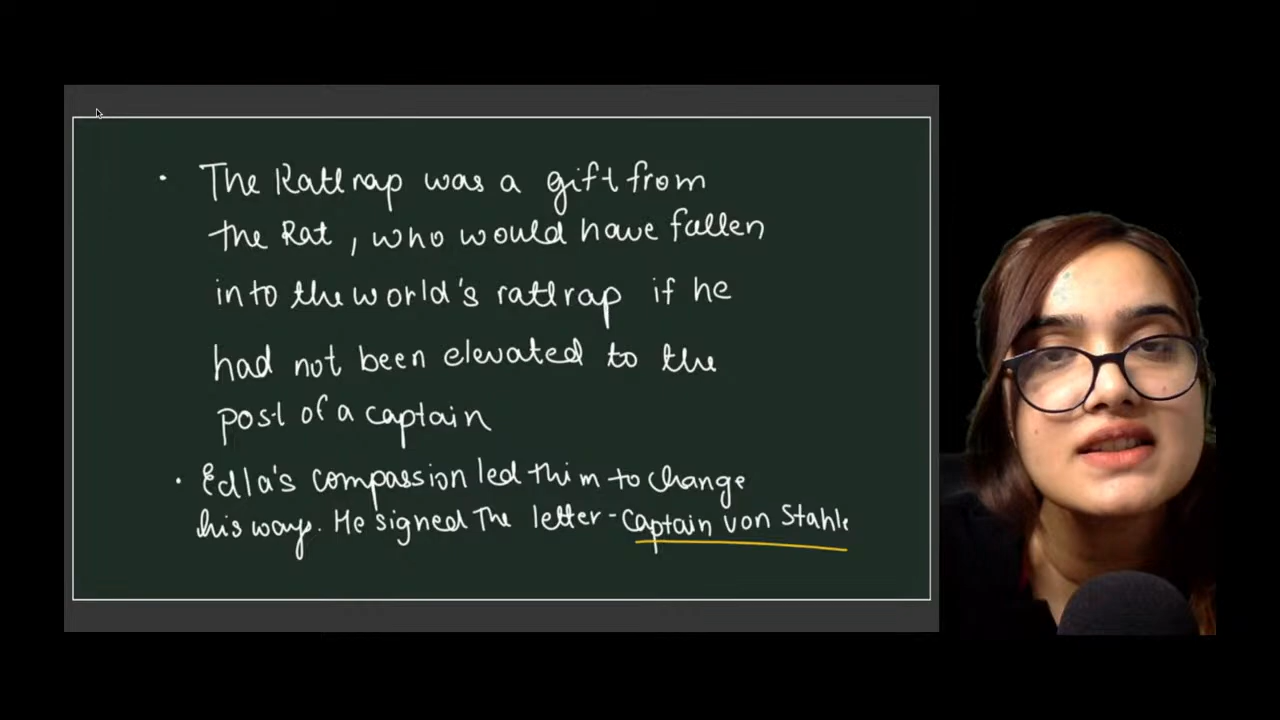 • The Rattrap was a gift from
the Rat, who would have fallen
into the world's rattrap if he
had not been elevated to the
post of a captain
• Edla's compassion led thim to change
his ways. He signed The letter - Captain von Stahle